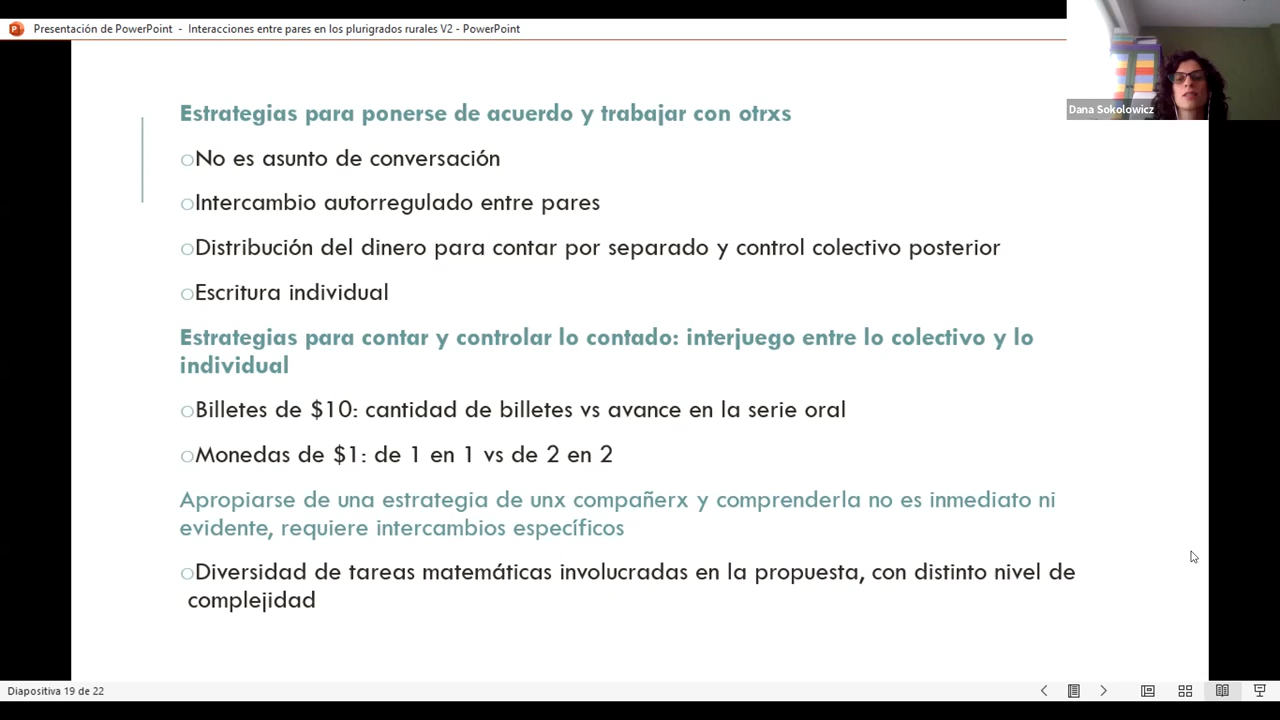 Presentación de PowerPoint - Interacciones entre pares en los plurigrados rurales V2 - PowerPoint
Dana Sokolowicz
Estrategias para ponerse de acuerdo y trabajar con otrxs
No es asunto de conversación
Intercambio autorregulado entre pares
Distribución del dinero para contar por separado y control colectivo posterior
Escritura individual
Estrategias para contar y controlar lo contado: interjuego entre lo colectivo y lo
individual
Billetes de $10: cantidad de billetes vs avance en la serie oral
Monedas de $1: de 1 en 1 vs de 2 en 2
Apropiarse de una estrategia de unx compañerx y comprenderla no es inmediato ni
evidente, requiere intercambios específicos
Diversidad de tareas matemáticas involucradas en la propuesta, con distinto nivel de
complejidad
Diapositiva 19 de 22